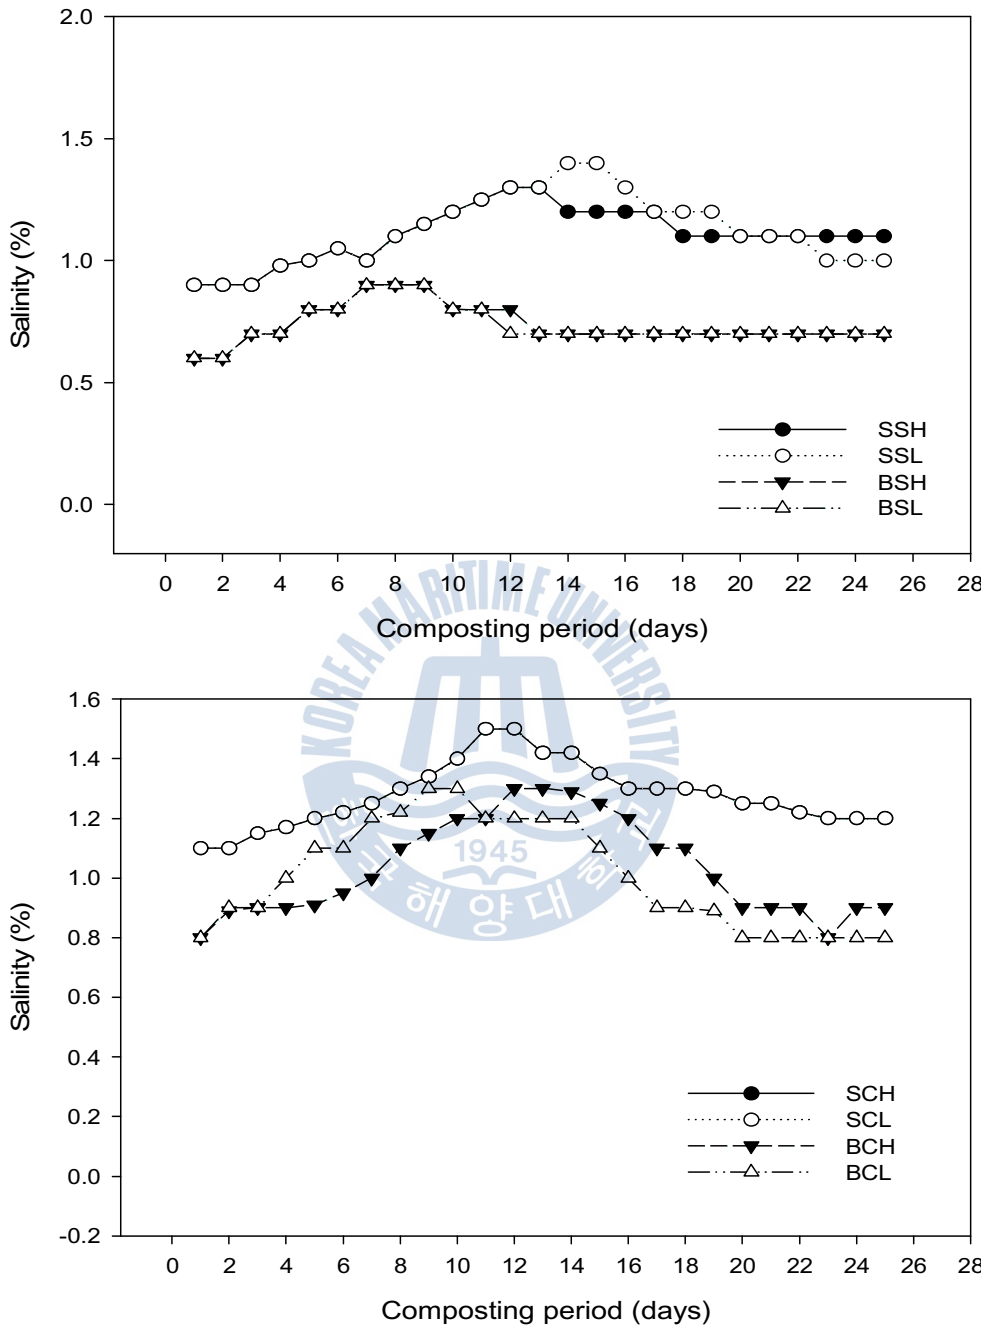 2.0
1.5
1.0
0.5
0.0
Salinity (%)
SSH
SSL
BSH
BSL
0 2 4 6 8 10 12 14 16 18 20 22 24 26 28
Composting period (days)
KOREA MARITIME UNIVERSITY
1945
해양대
1.6
1.4
1.2
1.0
0.8
0.6
0.4
0.2
0.0
-0.2
Salinity (%)
SCH
SCL
BCH
BCL
0 2 4 6 8 10 12 14 16 18 20 22 24 26 28
Composting period (days)